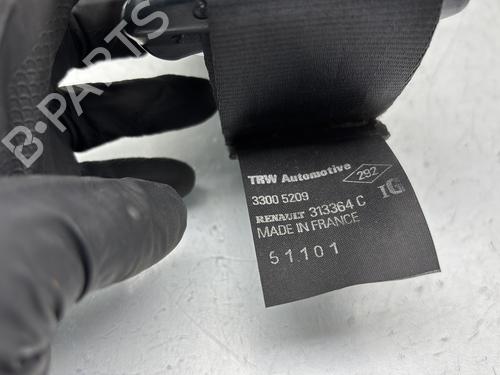 B-PARTS
TRW Automotive 292
3300 5209 IG
RENAULT 313364 C
MADE IN FRANCE
51101